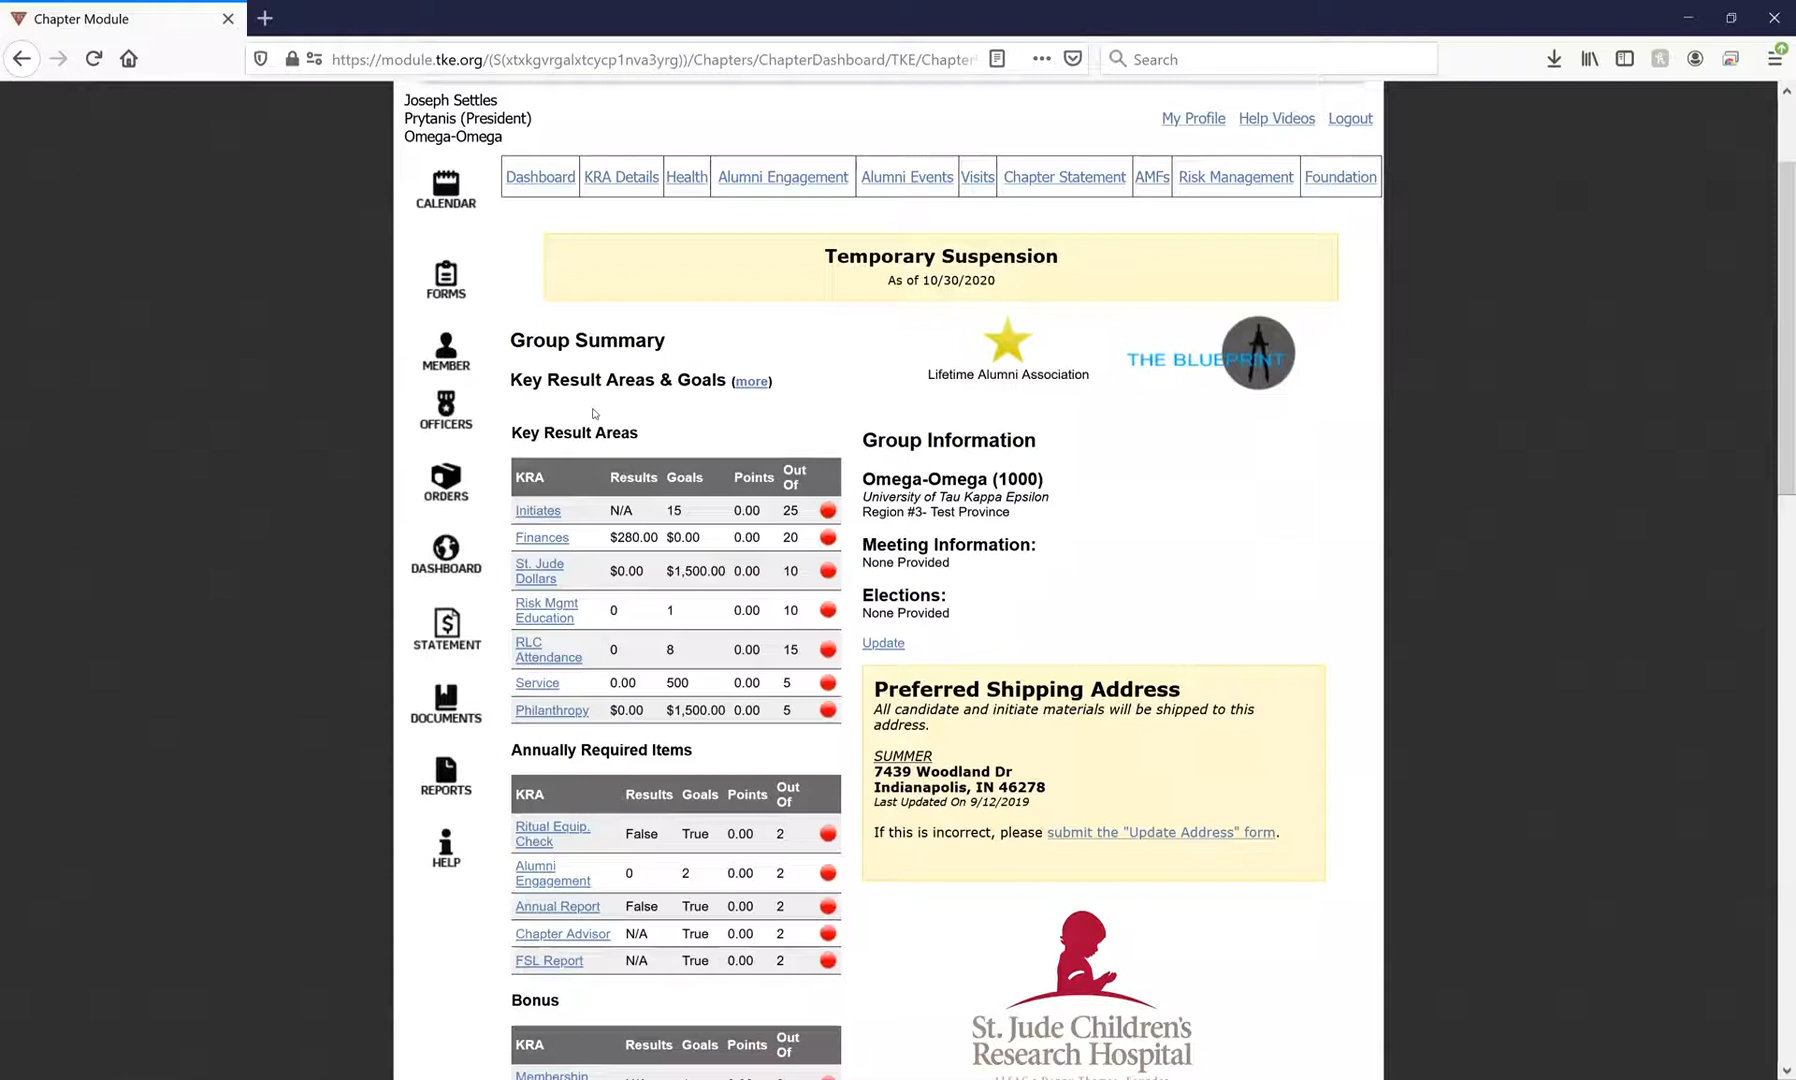 Chapter Module
https://module.tke.org/(S(xtxkgvrgalxtcycp1nva3yrg))/Chapters/ChapterDashboard/TKE/Chapter
Search
Joseph Settles
Prytanis (President)
Omega-Omega
My Profile Help Videos Logout
CALENDAR
FORMS
MEMBER
OFFICERS
ORDERS
DASHBOARD
STATEMENT
DOCUMENTS
REPORTS
HELP
Dashboard KRA Details Health Alumni Engagement Alumni Events Visits Chapter Statement AMFs Risk Management Foundation
Temporary Suspension
As of 10/30/2020
Group Summary
Key Result Areas & Goals (more)
Lifetime Alumni Association
THE BLUEPRINT
Key Result Areas
KRA Results Goals Points Out Of
Initiates N/A 15 0.00 25
Finances $280.00 $0.00 0.00 20
St. Jude Dollars $0.00 $1,500.00 0.00 10
Risk Mgmt Education 0 1 0.00 10
RLC Attendance 0 8 0.00 15
Service 0.00 500 0.00 5
Philanthropy $0.00 $1,500.00 0.00 5
Annually Required Items
KRA Results Goals Points Out Of
Ritual Equip. Check False True 0.00 2
Alumni Engagement 0 2 0.00 2
Annual Report False True 0.00 2
Chapter Advisor N/A True 0.00 2
FSL Report N/A True 0.00 2
Bonus
KRA Results Goals Points Out Of
Membership
Group Information
Omega-Omega (1000)
University of Tau Kappa Epsilon
Region #3- Test Province
Meeting Information:
None Provided
Elections:
None Provided
Update
Preferred Shipping Address
All candidate and initiate materials will be shipped to this
address.
SUMMER
7439 Woodland Dr
Indianapolis, IN 46278
Last Updated On 9/12/2019
If this is incorrect, please submit the "Update Address" form.
St. Jude Children's
Research Hospital